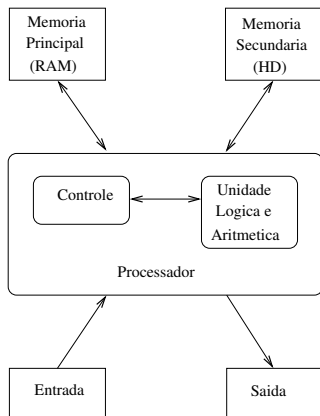 Memoria
Principal
(RAM)
Memoria
Secundaria
(HD)
Controle
Unidade
Logica e
Aritmetica
Processador
Entrada
Saida